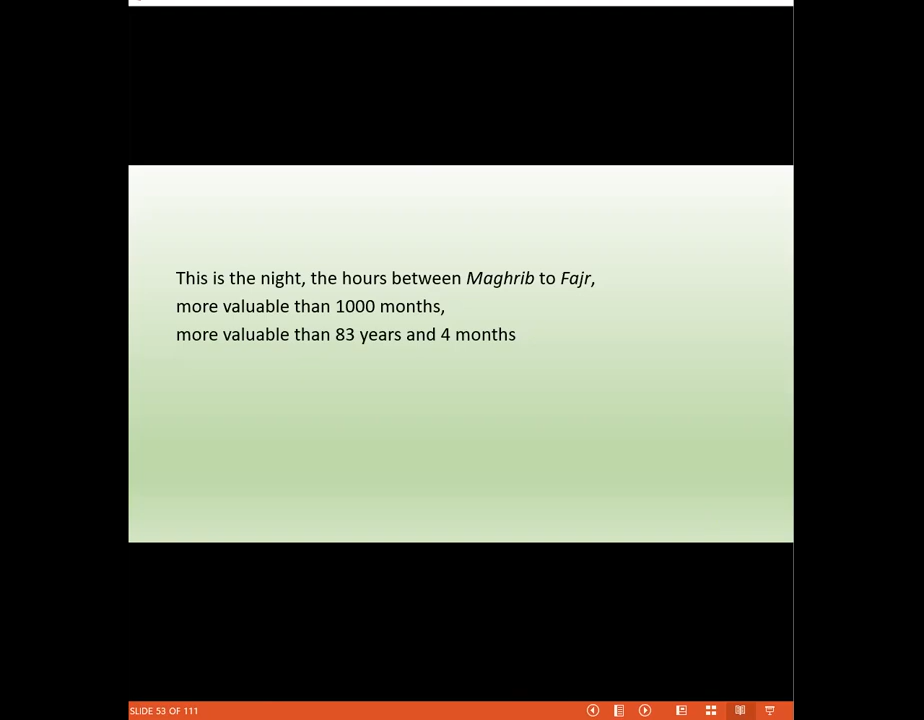 This is the night, the hours between Maghrib to Fajr,
more valuable than 1000 months,
more valuable than 83 years and 4 months
SLIDE 53 OF 111